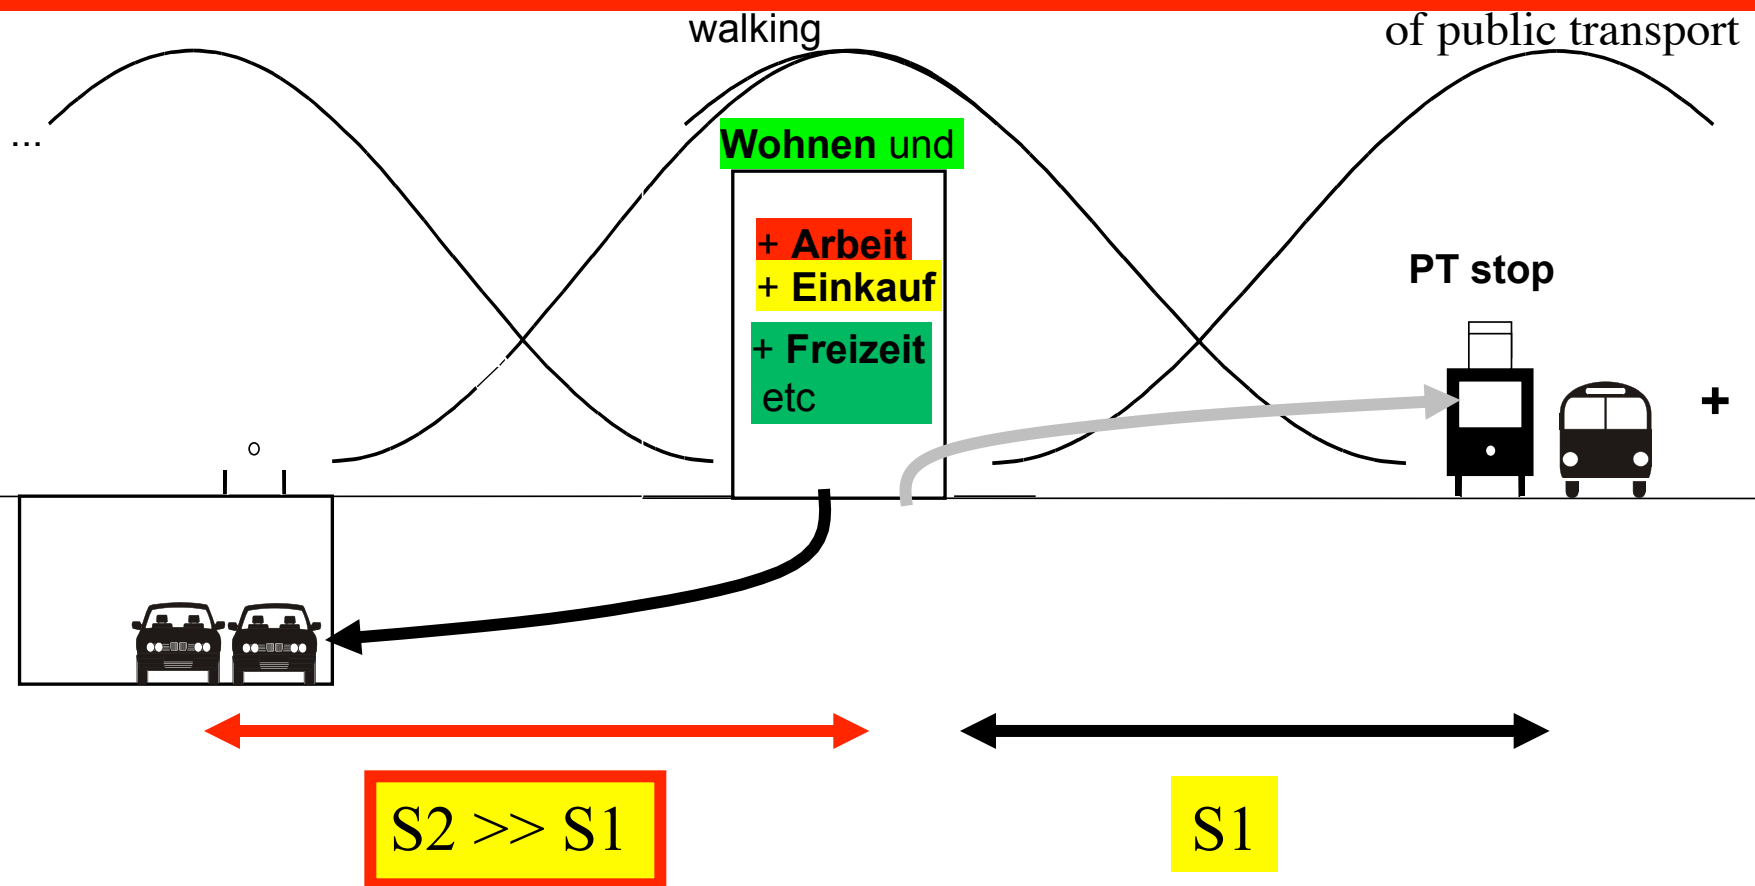 walking
of public transport
...
Wohnen und
+ Arbeit
+ Einkauf
+ Freizeit
etc
PT stop
+
S2 >> S1
S1